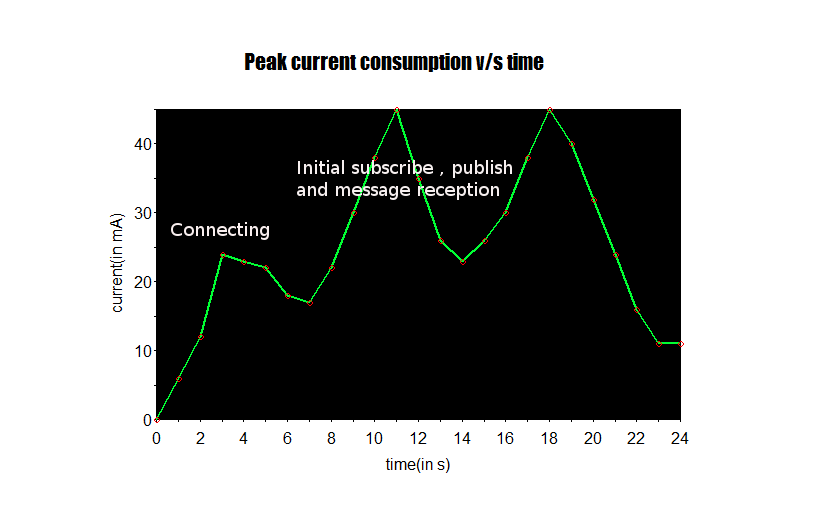 Peak current consumption v/s time
40
Initial subscribe , publish
and message reception
30
Connecting
current(in mA)
20
10
0
0 2 4 6 8 10 12 14 16 18 20 22 24
time(in s)